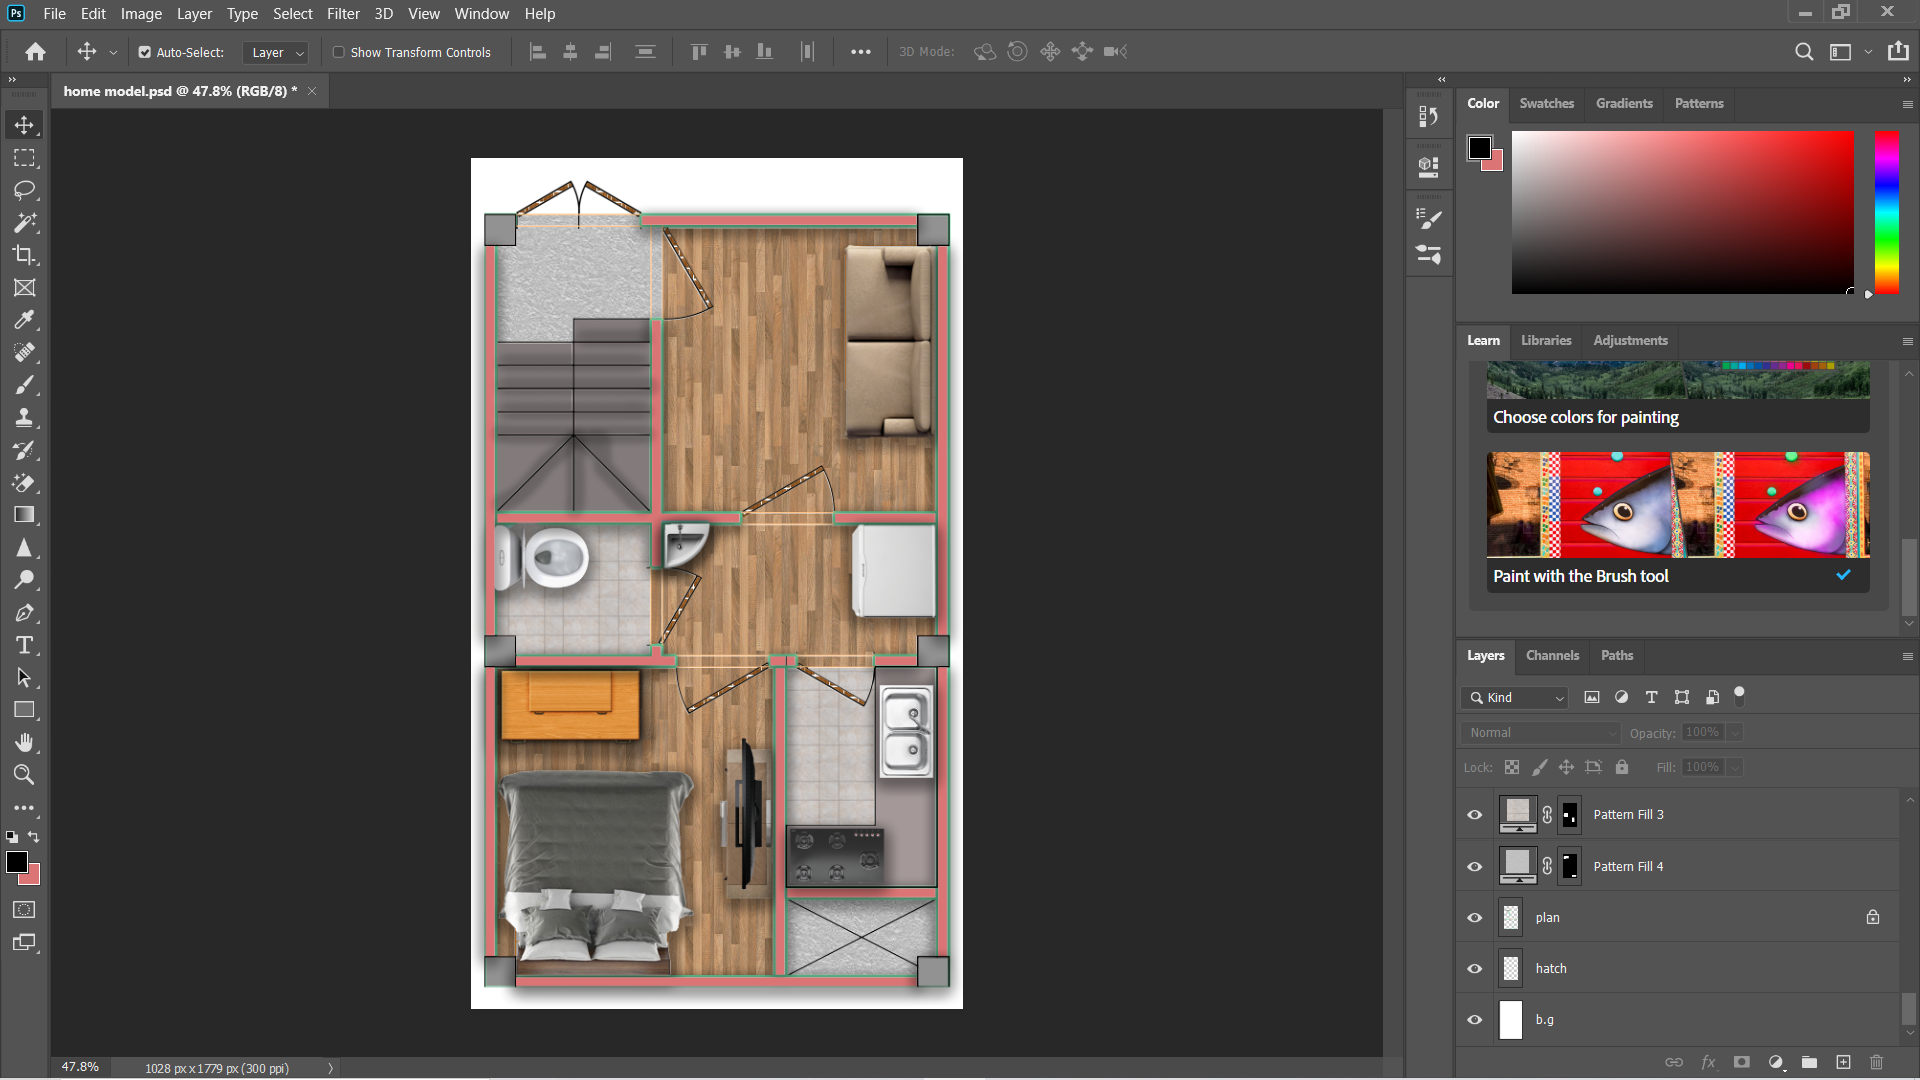 Ps File Edit Image Layer Type Select Filter 3D View Window Help
Auto-Select: Layer Show Transform Controls 3D Mode:
home model.psd @ 47.8% (RGB/8) *
Color Swatches Gradients Patterns
Learn Libraries Adjustments
Choose colors for painting
Paint with the Brush tool
Layers Channels Paths
Kind
Normal Opacity: 100%
Lock: Fill: 100%
Pattern Fill 3
Pattern Fill 4
plan
hatch
b.g
fx
47.8% 1028 px x 1779 px (300 ppi)